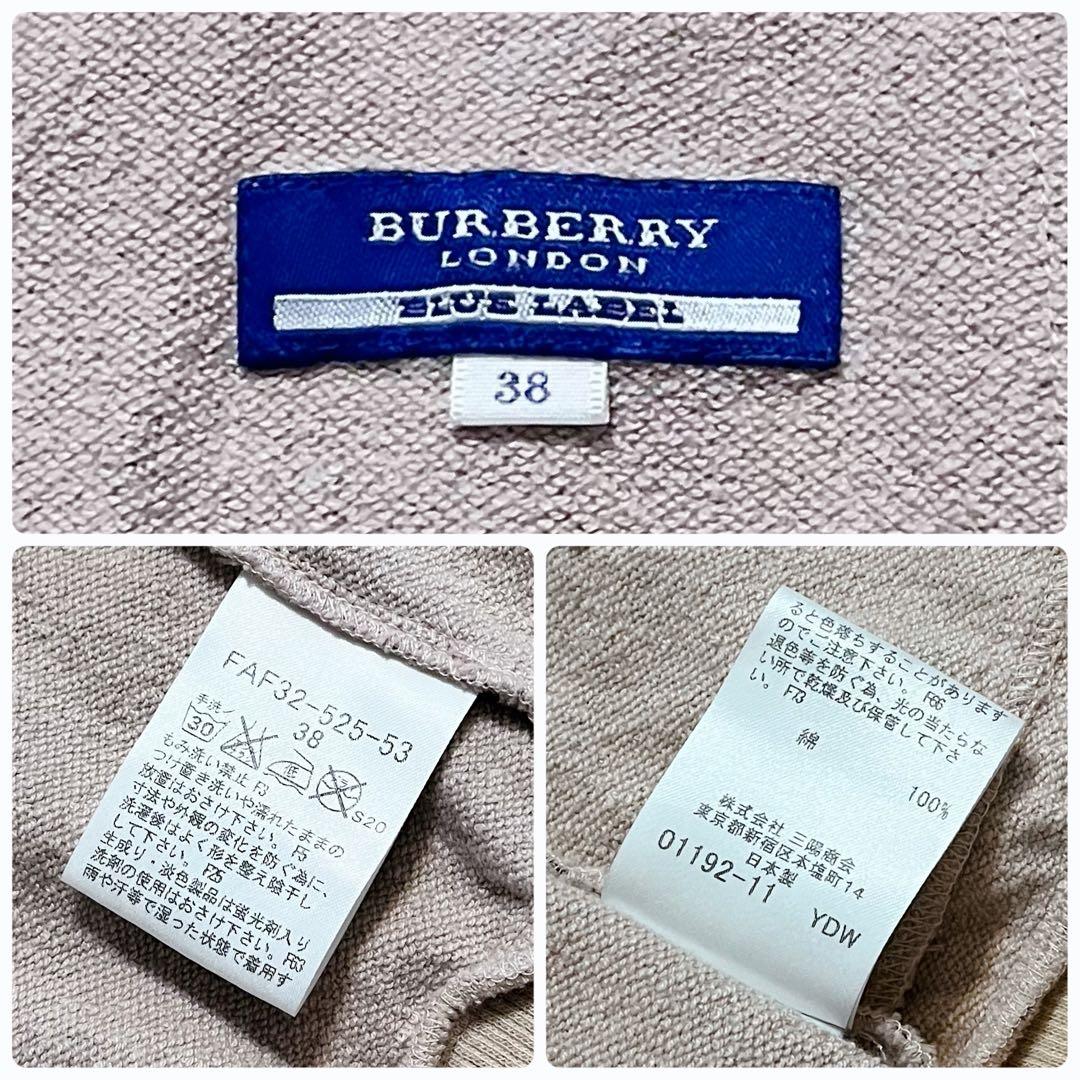 BURBERRY
LONDON
BLUE LABEL
38
FAF32-525-53
38
手洗ノ
30
エンソ
低
ドライ
S20
もみ洗い禁止 F3
つけ置き洗いや濡れたままの
放置はおさけ下さい。F5
寸法や外観の変化を防ぐ為に、
洗濯後はよく形を整え陰干し
して下さい。F25
生成り・淡色製品は蛍光剤入り
洗剤の使用はおさけ下さい。F63
雨や汗等で湿った状態で着用す
ると色落ちすることがあります
のでご注意下さい。F66
退色等を防ぐ為、光の当たらな
い所で乾燥及び保管して下さ
い。F73
綿
100%
株式会社 三陽商会
東京都新宿区本塩町14
日本製
01192-11 YDW